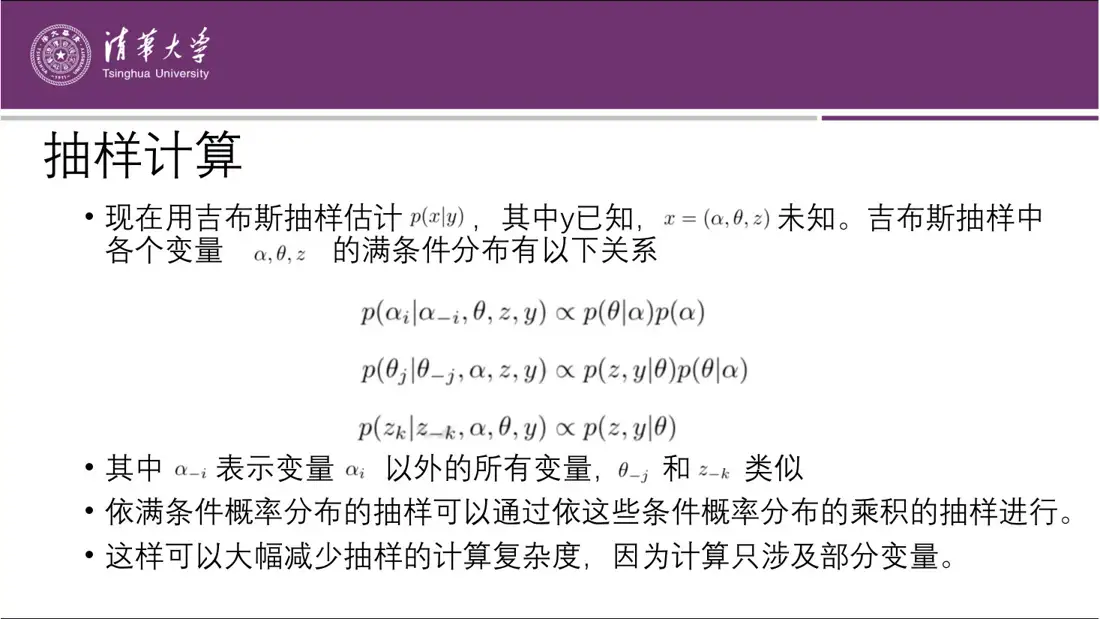 清华大学
Tsinghua University
抽样计算
• 现在用吉布斯抽样估计 p(x|y) ，其中y已知，x = (α, θ, z) 未知。吉布斯抽样中
各个变量 α, θ, z 的满条件分布有以下关系
p(α_i|α_{−i}, θ, z, y) ∝ p(θ|α)p(α)
p(θ_j|θ_{−j}, α, z, y) ∝ p(z, y|θ)p(θ|α)
p(z_k|z_{−k}, α, θ, y) ∝ p(z, y|θ)
• 其中 α_{−i} 表示变量 α_i 以外的所有变量，θ_{−j} 和 z_{−k} 类似
• 依满条件概率分布的抽样可以通过依这些条件概率分布的乘积的抽样进行。
• 这样可以大幅减少抽样的计算复杂度，因为计算只涉及部分变量。